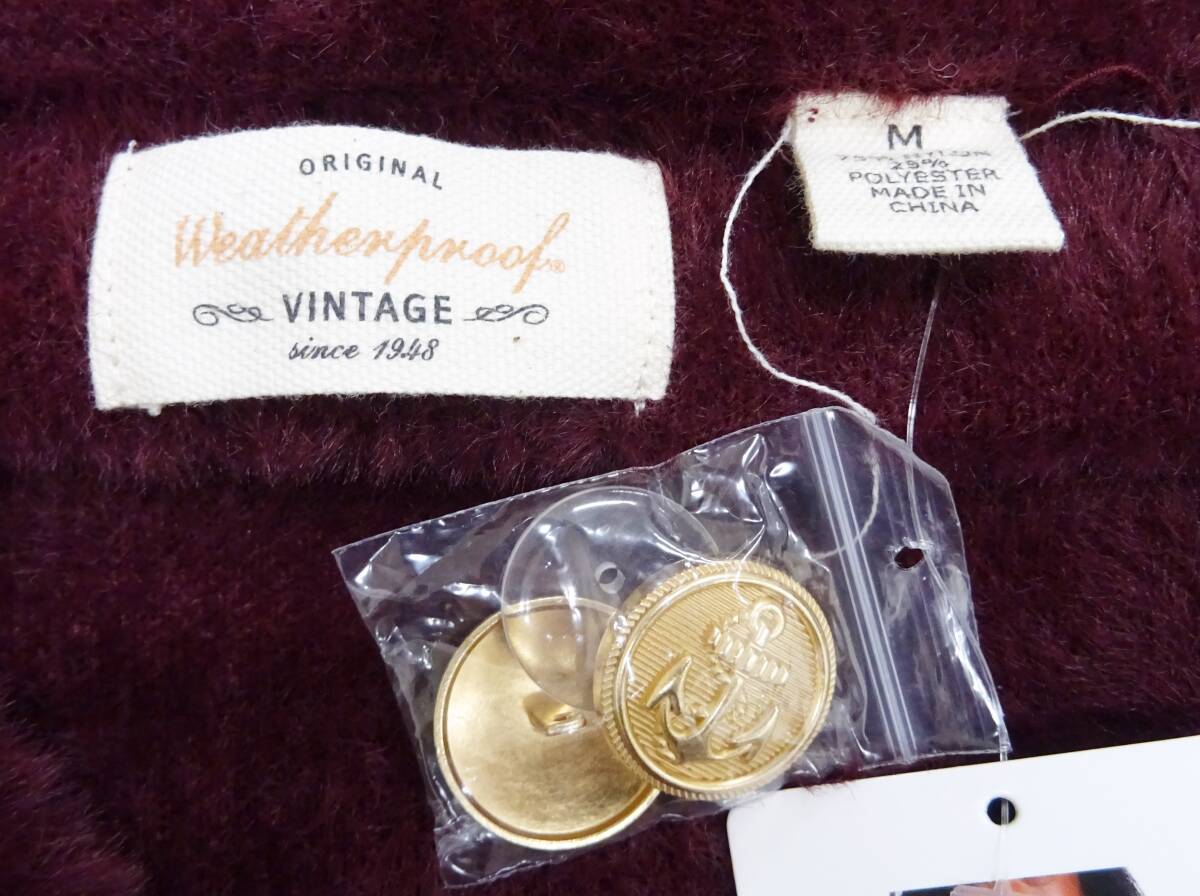 ORIGINAL
Weatherproof®
VINTAGE
since 1948
M
POLYESTER
MADE IN
CHINA